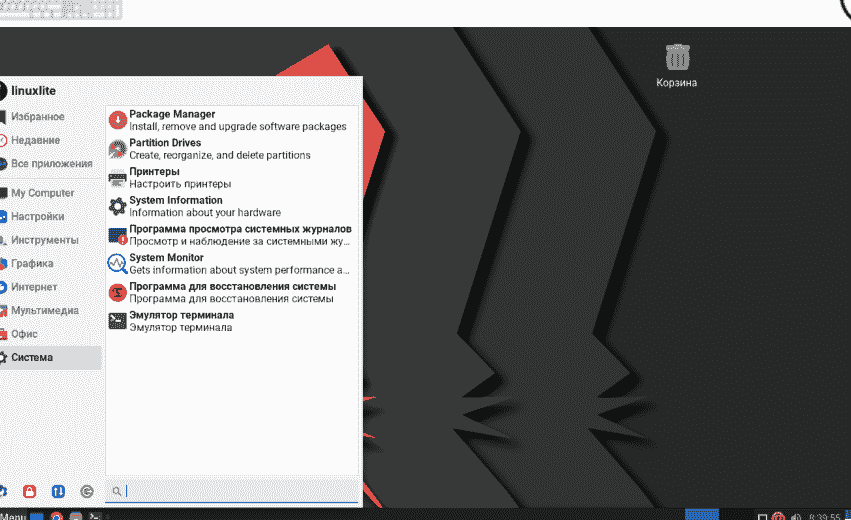 Корзина
linuxlite
Избранное
Недавние
Все приложения
My Computer
Настройки
Инструменты
Графика
Интернет
Мультимедиа
Офис
Система
Package Manager
Install, remove and upgrade software packages
Partition Drives
Create, reorganize, and delete partitions
Принтеры
Настроить принтеры
System Information
Information about your hardware
Программа просмотра системных журналов
Просмотр и наблюдение за системными жу...
System Monitor
Gets information about system performance a...
Программа для восстановления системы
Программа для восстановления системы
Эмулятор терминала
Эмулятор терминала
Menu
8:39:55